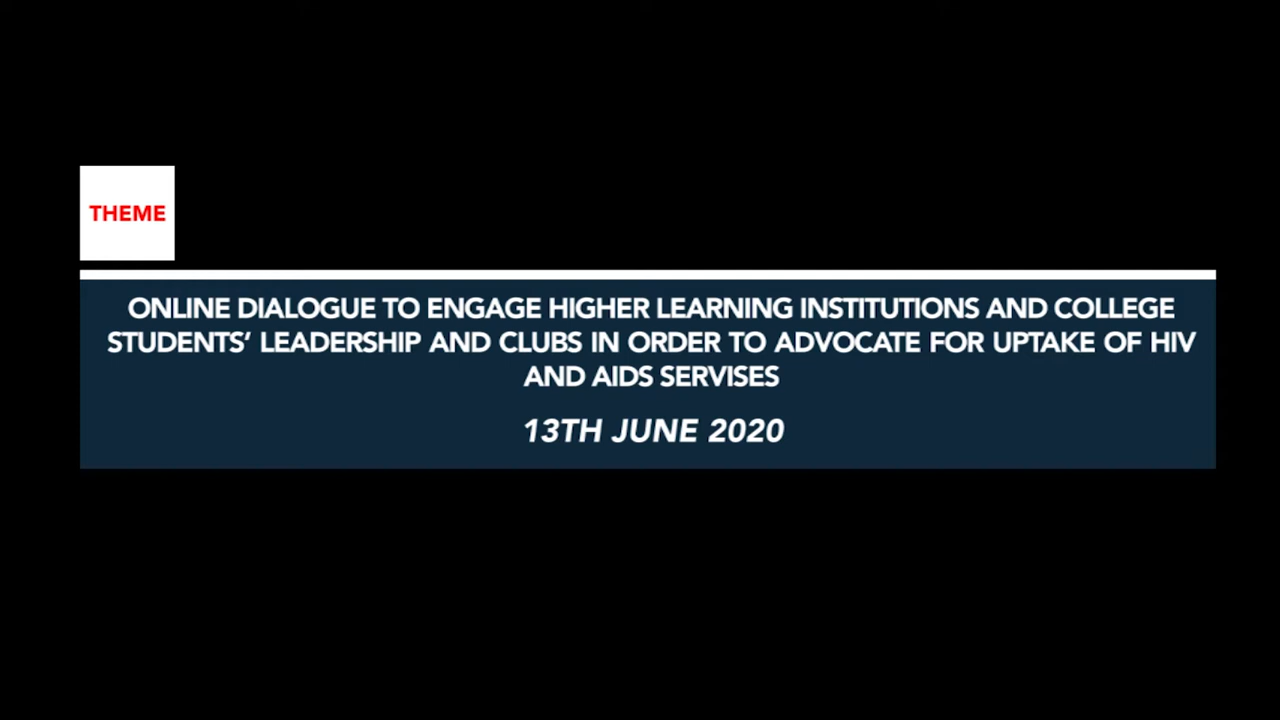 THEME
ONLINE DIALOGUE TO ENGAGE HIGHER LEARNING INSTITUTIONS AND COLLEGE
STUDENTS’ LEADERSHIP AND CLUBS IN ORDER TO ADVOCATE FOR UPTAKE OF HIV
AND AIDS SERVISES
13TH JUNE 2020